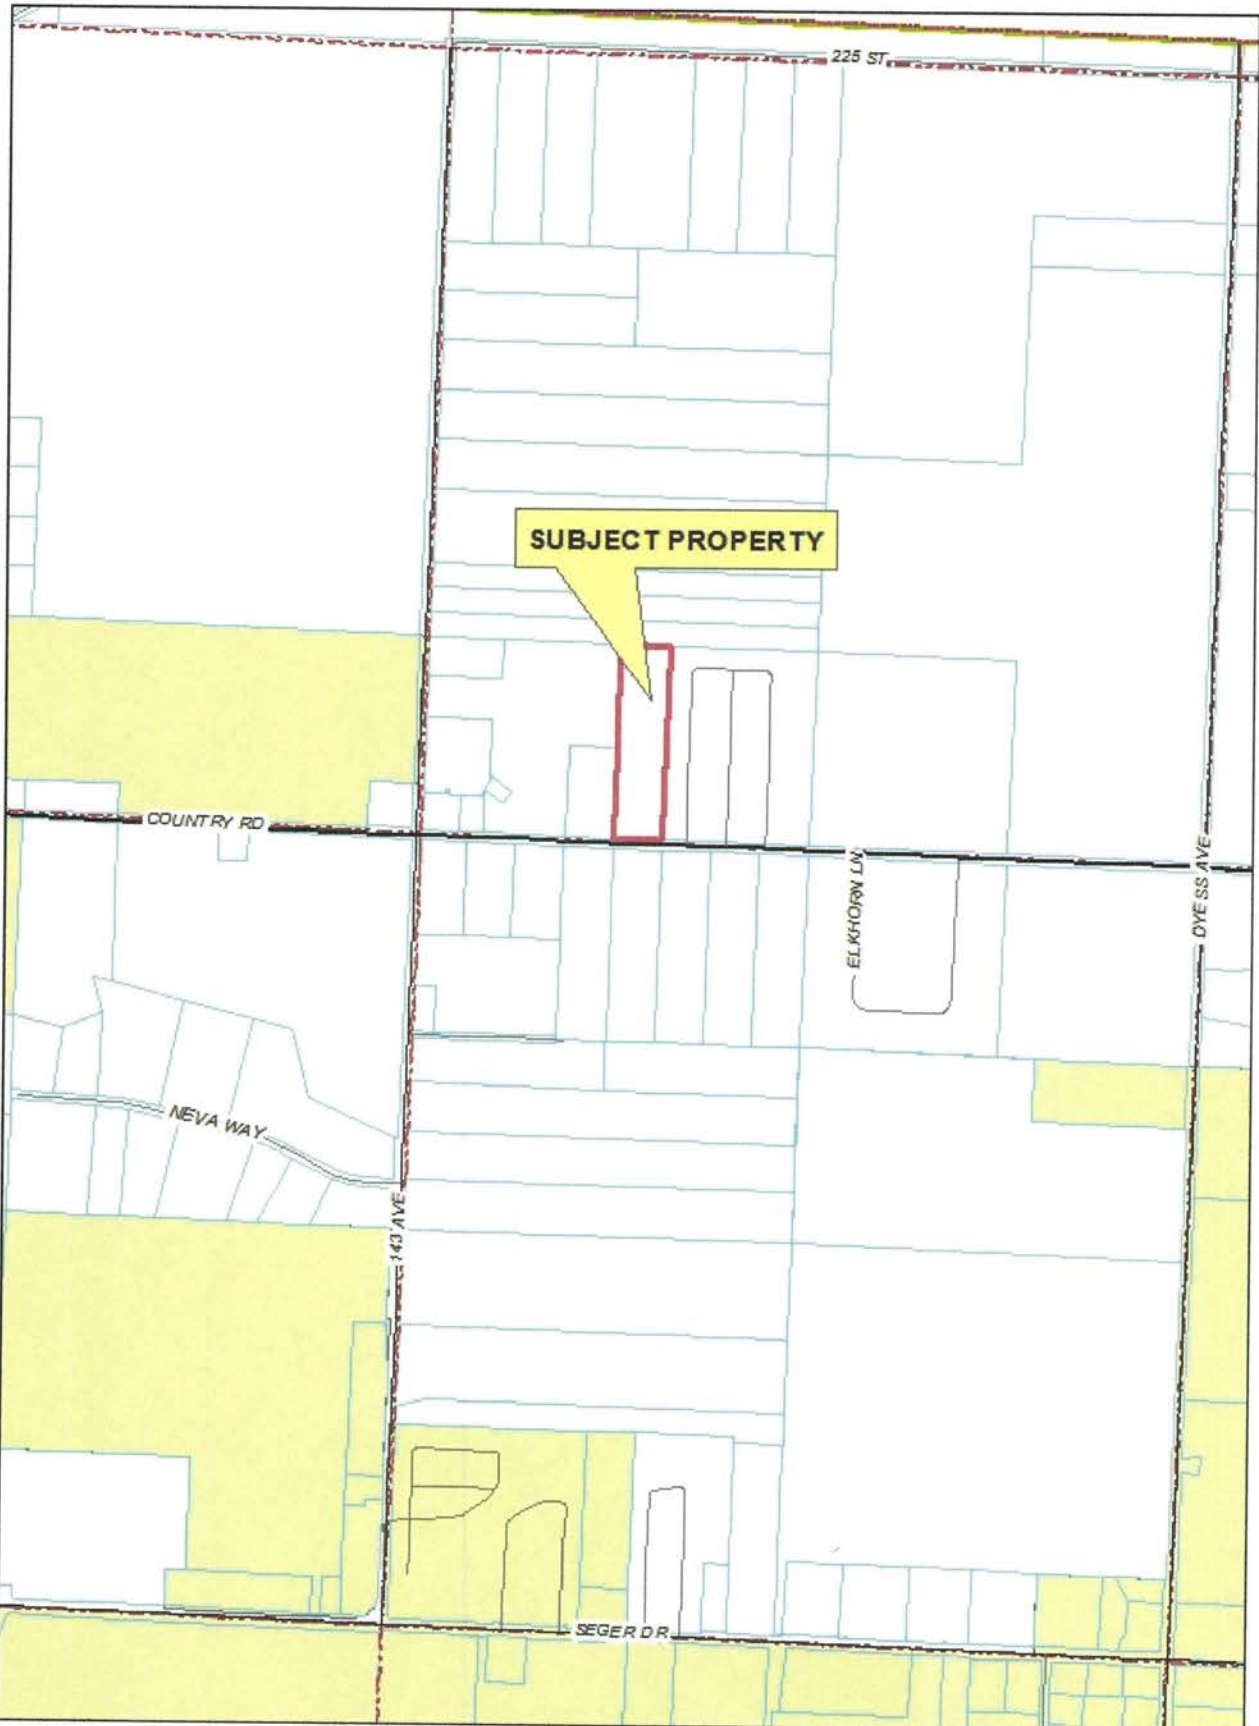 225 ST
SUBJECT PROPERTY
COUNTRY RD
ELKHORN LN
DYESS AVE
NEVA WAY
143 AVE
SEGER DR